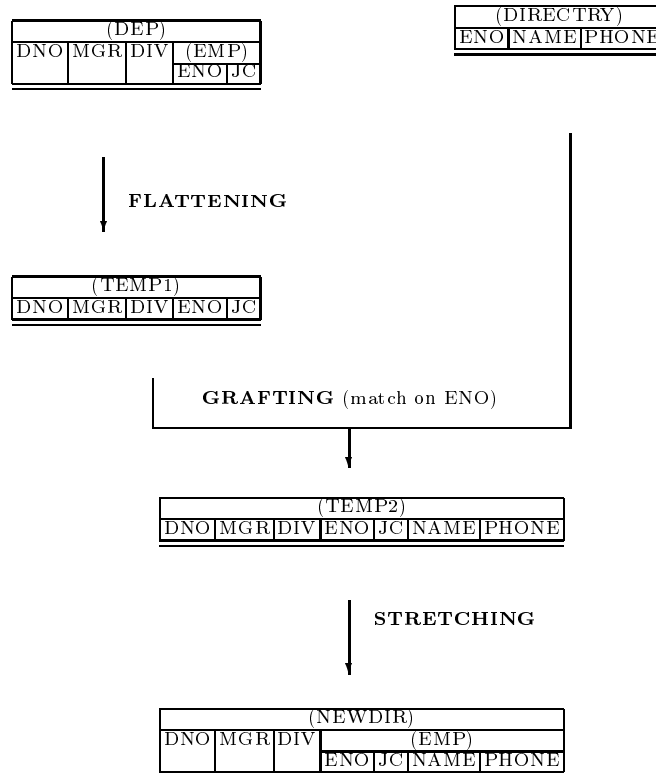 (DEP)
DNO MGR DIV (EMP)
ENO JC
(DIRECTRY)
ENO NAME PHONE
FLATTENING
(TEMP1)
DNO MGR DIV ENO JC
GRAFTING (match on ENO)
(TEMP2)
DNO MGR DIV ENO JC NAME PHONE
STRETCHING
(NEWDIR)
DNO MGR DIV (EMP)
ENO JC NAME PHONE